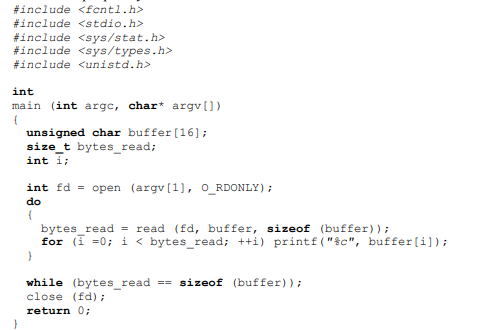 #include <fcntl.h>
#include <stdio.h>
#include <sys/stat.h>
#include <sys/types.h>
#include <unistd.h>
int
main (int argc, char* argv[])
{
unsigned char buffer[16];
size_t bytes_read;
int i;
int fd = open (argv[1], O_RDONLY);
do
{
bytes_read = read (fd, buffer, sizeof (buffer));
for (i =0; i < bytes_read; ++i) printf("%c", buffer[i]);
}
while (bytes_read == sizeof (buffer));
close (fd);
return 0;
}